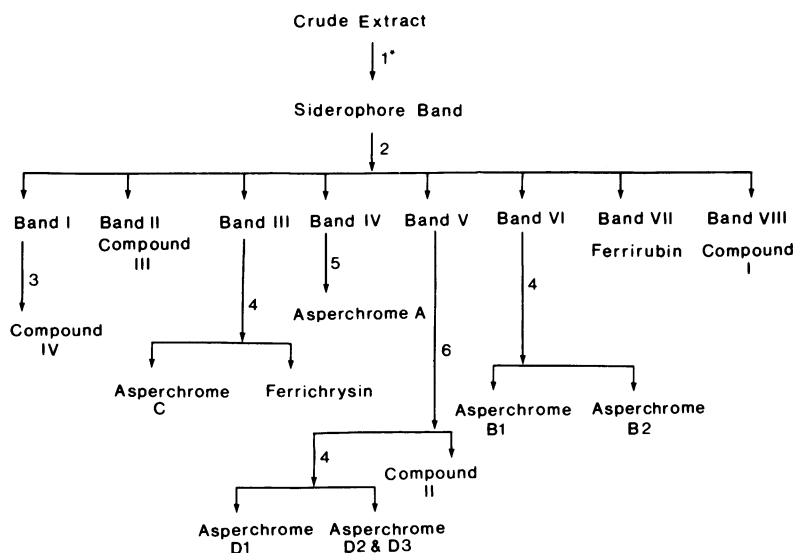 Crude Extract
1*
Siderophore Band
2
Band I
Band II
Compound
III
Band III
Band IV
Band V
Band VI
Band VII
Ferrirubin
Band VIII
Compound
I
3
Compound
IV
4
Asperchrome
C
Ferrichrysin
5
Asperchrome A
6
4
Asperchrome
B1
Asperchrome
B2
Compound
II
4
Asperchrome
D1
Asperchrome
D2 & D3